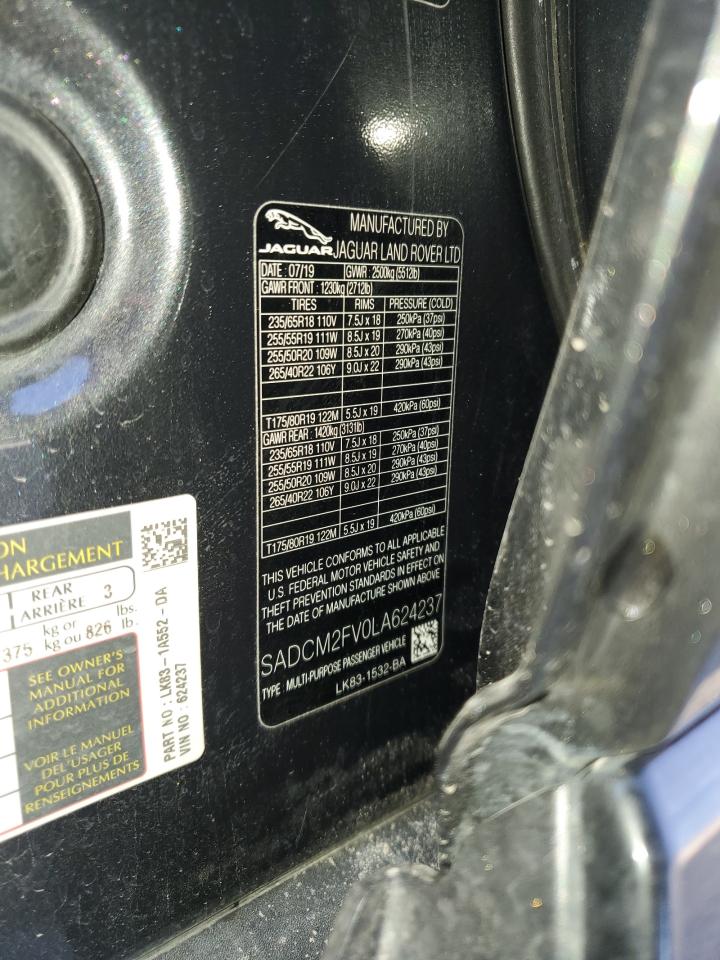 JAGUAR
MANUFACTURED BY
JAGUAR LAND ROVER LTD
DATE : 07/19 GVWR : 2500kg (5512lb)
GAWR FRONT : 1230kg (2712lb)
TIRES RIMS PRESSURE (COLD)
235/65R18 110V 7.5J x 18 250kPa (37psi)
255/55R19 111W 8.5J x 19 270kPa (40psi)
255/50R20 109W 8.5J x 20 290kPa (43psi)
265/40R22 106Y 9.0J x 22 290kPa (43psi)
T175/80R19 122M 5.5J x 19 420kPa (60psi)
GAWR REAR : 1420kg (3131lb)
235/65R18 110V 7.5J x 18 250kPa (37psi)
255/55R19 111W 8.5J x 19 270kPa (40psi)
255/50R20 109W 8.5J x 20 290kPa (43psi)
265/40R22 106Y 9.0J x 22 290kPa (43psi)
T175/80R19 122M 5.5J x 19 420kPa (60psi)
THIS VEHICLE CONFORMS TO ALL APPLICABLE
U.S. FEDERAL MOTOR VEHICLE SAFETY AND
THEFT PREVENTION STANDARDS IN EFFECT ON
THE DATE OF MANUFACTURE SHOWN ABOVE
SADCM2FV0LA624237
TYPE : MULTI-PURPOSE PASSENGER VEHICLE
LK83-1532-BA
ON
HARGEMENT
REAR
ARRIÈRE 3
kg or lbs.
375 kg ou 826 lb.
SEE OWNER'S
MANUAL FOR
ADDITIONAL
INFORMATION
VOIR LE MANUEL
DEL'USAGER
POUR PLUS DE
RENSEIGNEMENTS
PART NO : LK83-1A552-DA
VIN NO : 624237